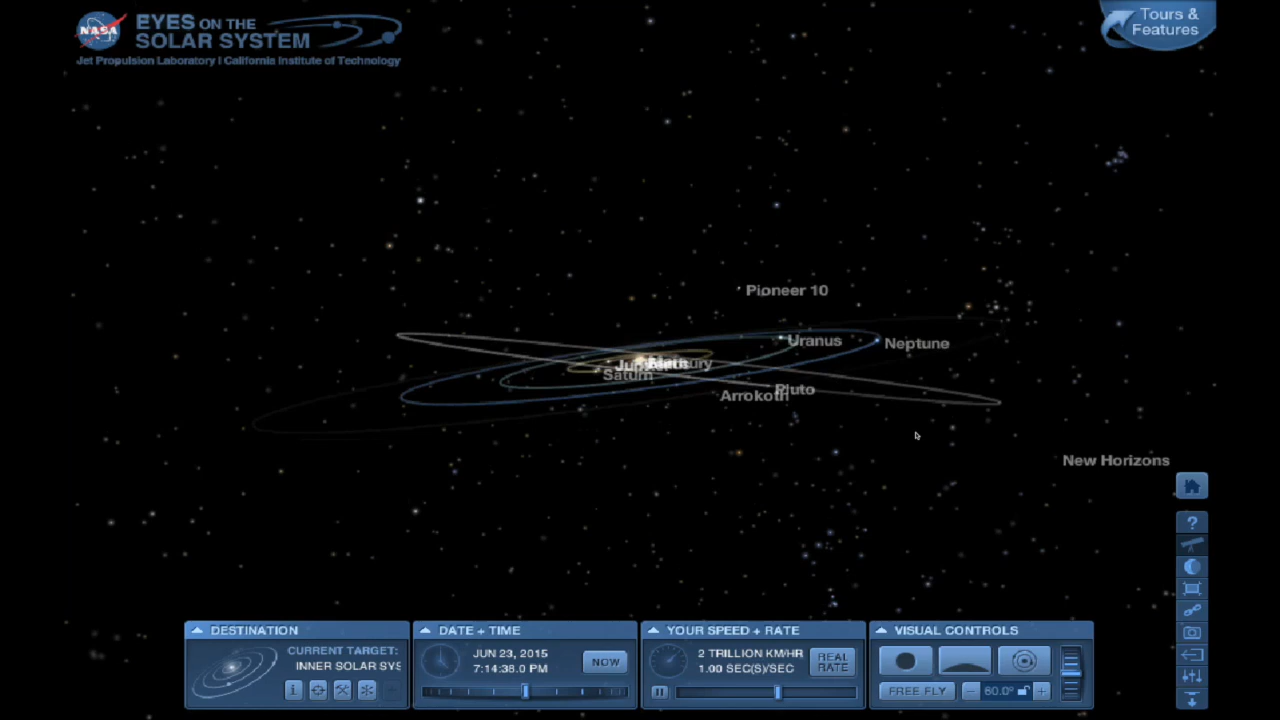 NASA
EYES ON THE
SOLAR SYSTEM
Jet Propulsion Laboratory | California Institute of Technology
Tours &
Features
Pioneer 10
Uranus
Neptune
Saturn
Pluto
Arrokoth
New Horizons
?
DESTINATION
CURRENT TARGET:
INNER SOLAR SYS
DATE + TIME
JUN 23, 2015
7:14:38.0 PM
NOW
YOUR SPEED + RATE
2 TRILLION KM/HR
1.00 SEC(S)/SEC
REAL
RATE
VISUAL CONTROLS
FREE FLY
60.0°